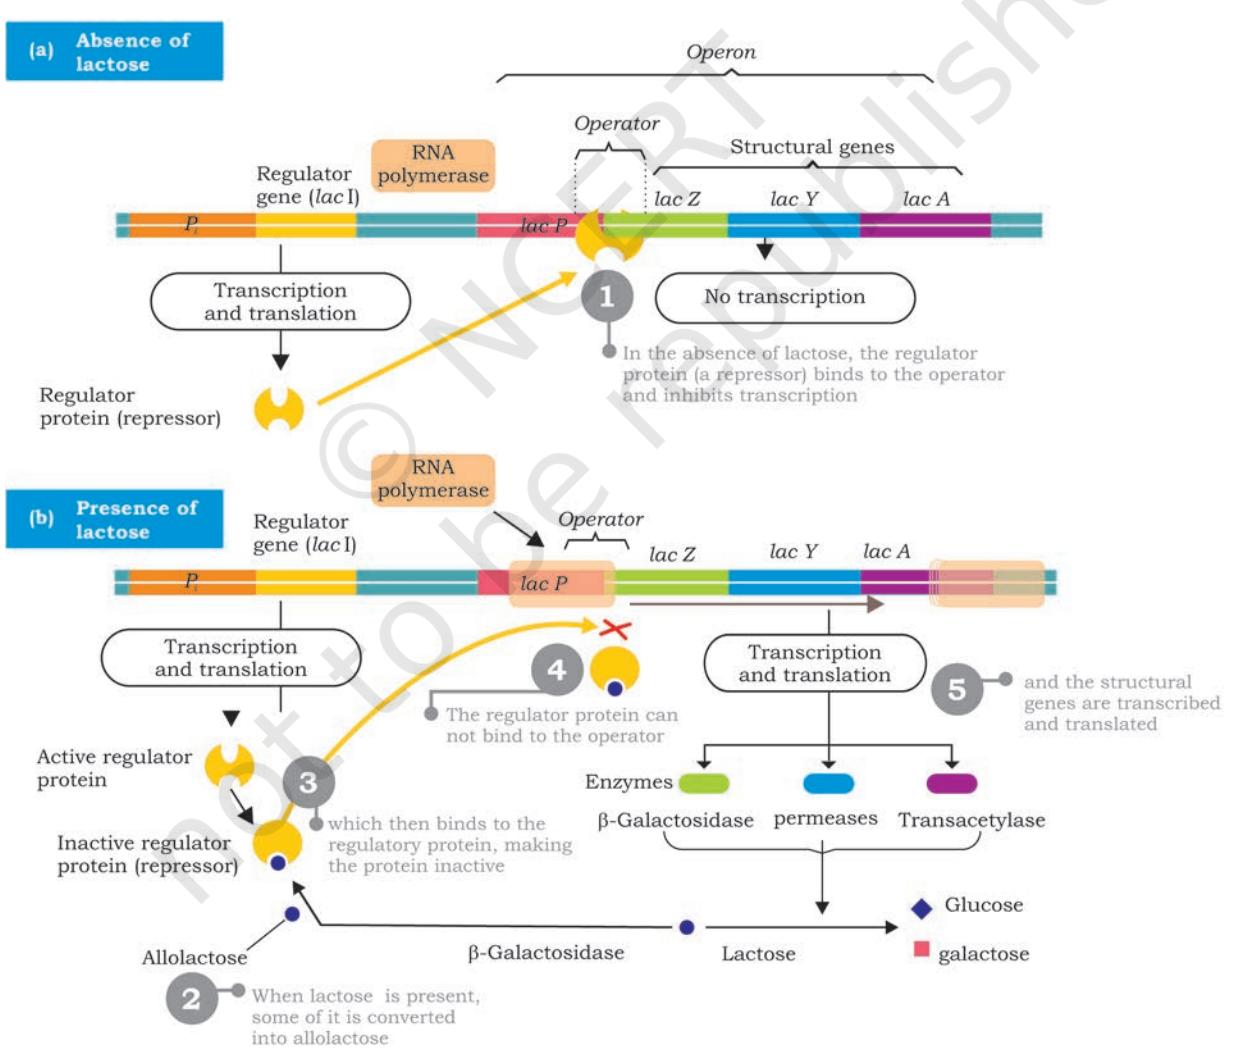 (a) Absence of
lactose
Operon
Operator
Structural genes
RNA
polymerase
Regulator
gene (lac I)
lac Z
lac Y
lac A
Pi
lac P
Transcription
and translation
1
No transcription
In the absence of lactose, the regulator
protein (a repressor) binds to the operator
and inhibits transcription
Regulator
protein (repressor)
(b) Presence of
lactose
RNA
polymerase
Regulator
gene (lac I)
Operator
lac Z
lac Y
lac A
Pi
lac P
Transcription
and translation
4
The regulator protein can
not bind to the operator
Transcription
and translation
5
and the structural
genes are transcribed
and translated
Active regulator
protein
3
which then binds to the
regulatory protein, making
the protein inactive
Inactive regulator
protein (repressor)
Enzymes
β-Galactosidase
permeases
Transacetylase
Allolactose
β-Galactosidase
Lactose
Glucose
galactose
2
When lactose is present,
some of it is converted
into allolactose
© NCERT
not to be republishe